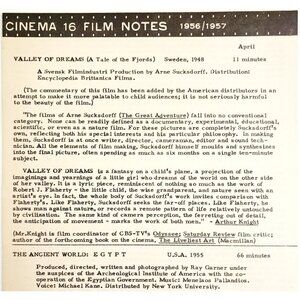 CINEMA 16 FILM NOTES 1956/1957
April
VALLEY OF DREAMS (A Tale of the Fjords) Sweden, 1948 11 minutes
A Svensk Filmindustri Production by Arne Sucksdorff. Distribution:
Encyclopedia Britannica Films.
(The commentary of this film has been added by the American distributors in an
attempt to make it more palatable to child audiences; it is not seriously harmful
to the beauty of the film.)
"The films of Arne Sucksdorff (The Great Adventure) fall into no conventional
category. None can be readily defined as a documentary, experimental, educational,
scientific, or even as a nature film. For these pictures are completely Sucksdorff's
own, reflecting both his special interests and his particular philosophy. In making
them, Sucksdorff is at once writer, director, cameraman, editor and sound tech-
nician. All the elements of film making, Sucksdorff himself moulds and synthesizes
into the final picture, often spending as much as six months on a single terminal
subject.
VALLEY OF DREAMS is a fantasy on a child's plane, a projection of the
imaginings and yearnings of a little girl who dreams of the world on the other side
of her valley. It is a lyric piece, reminiscent of nothing so much as the work of
Robert J. Flaherty - the little child, the wise grandparent, and nature seen with an
artist's eye. In fact, the whole body of Sucksdorff's work invites comparison with
Flaherty's. Like Flaherty, Sucksdorff seeks the far-off places. Like Flaherty, he
shows man against nature, or records the simple pattern of life relatively untouched
by civilization. The same kind of camera perception, the ferreting out of detail,
the anticipation of movement - marks the work of both men." - Arthur Knight
(Mr. Knight is film coordinator of CBS-TV's Odyssey; Saturday Review film critic;
author of the forthcoming book on the cinema, The Liveliest Art (Macmillan)
THE ANCIENT WORLD: EGYPT U.S.A. 1955 66 minutes
Produced, directed, written and photographed by Ray Garner under
the auspices of the Archeological Institute of America with the co-
operation of the Egyptian Government. Music: Menelaos Pallandios.
Voice: Michael Kane. Distributed by New York University.